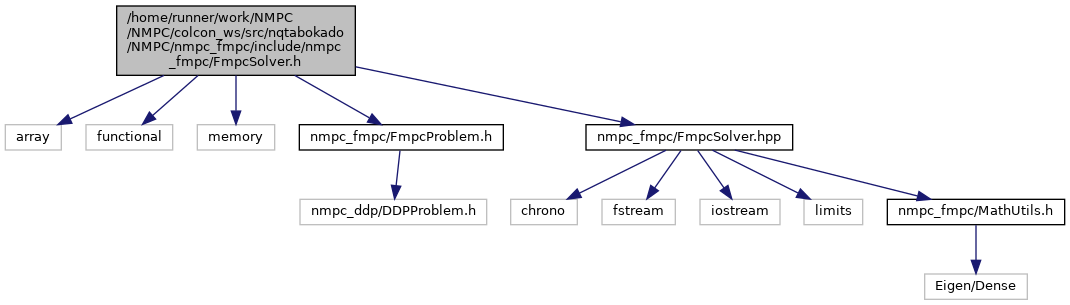 /home/runner/work/NMPC
/NMPC/colcon_ws/src/nqtabokado
/NMPC/nmpc_fmpc/include/nmpc
_fmpc/FmpcSolver.h
array
functional
memory
nmpc_fmpc/FmpcProblem.h
nmpc_fmpc/FmpcSolver.hpp
nmpc_ddp/DDPProblem.h
chrono
fstream
iostream
limits
nmpc_fmpc/MathUtils.h
Eigen/Dense